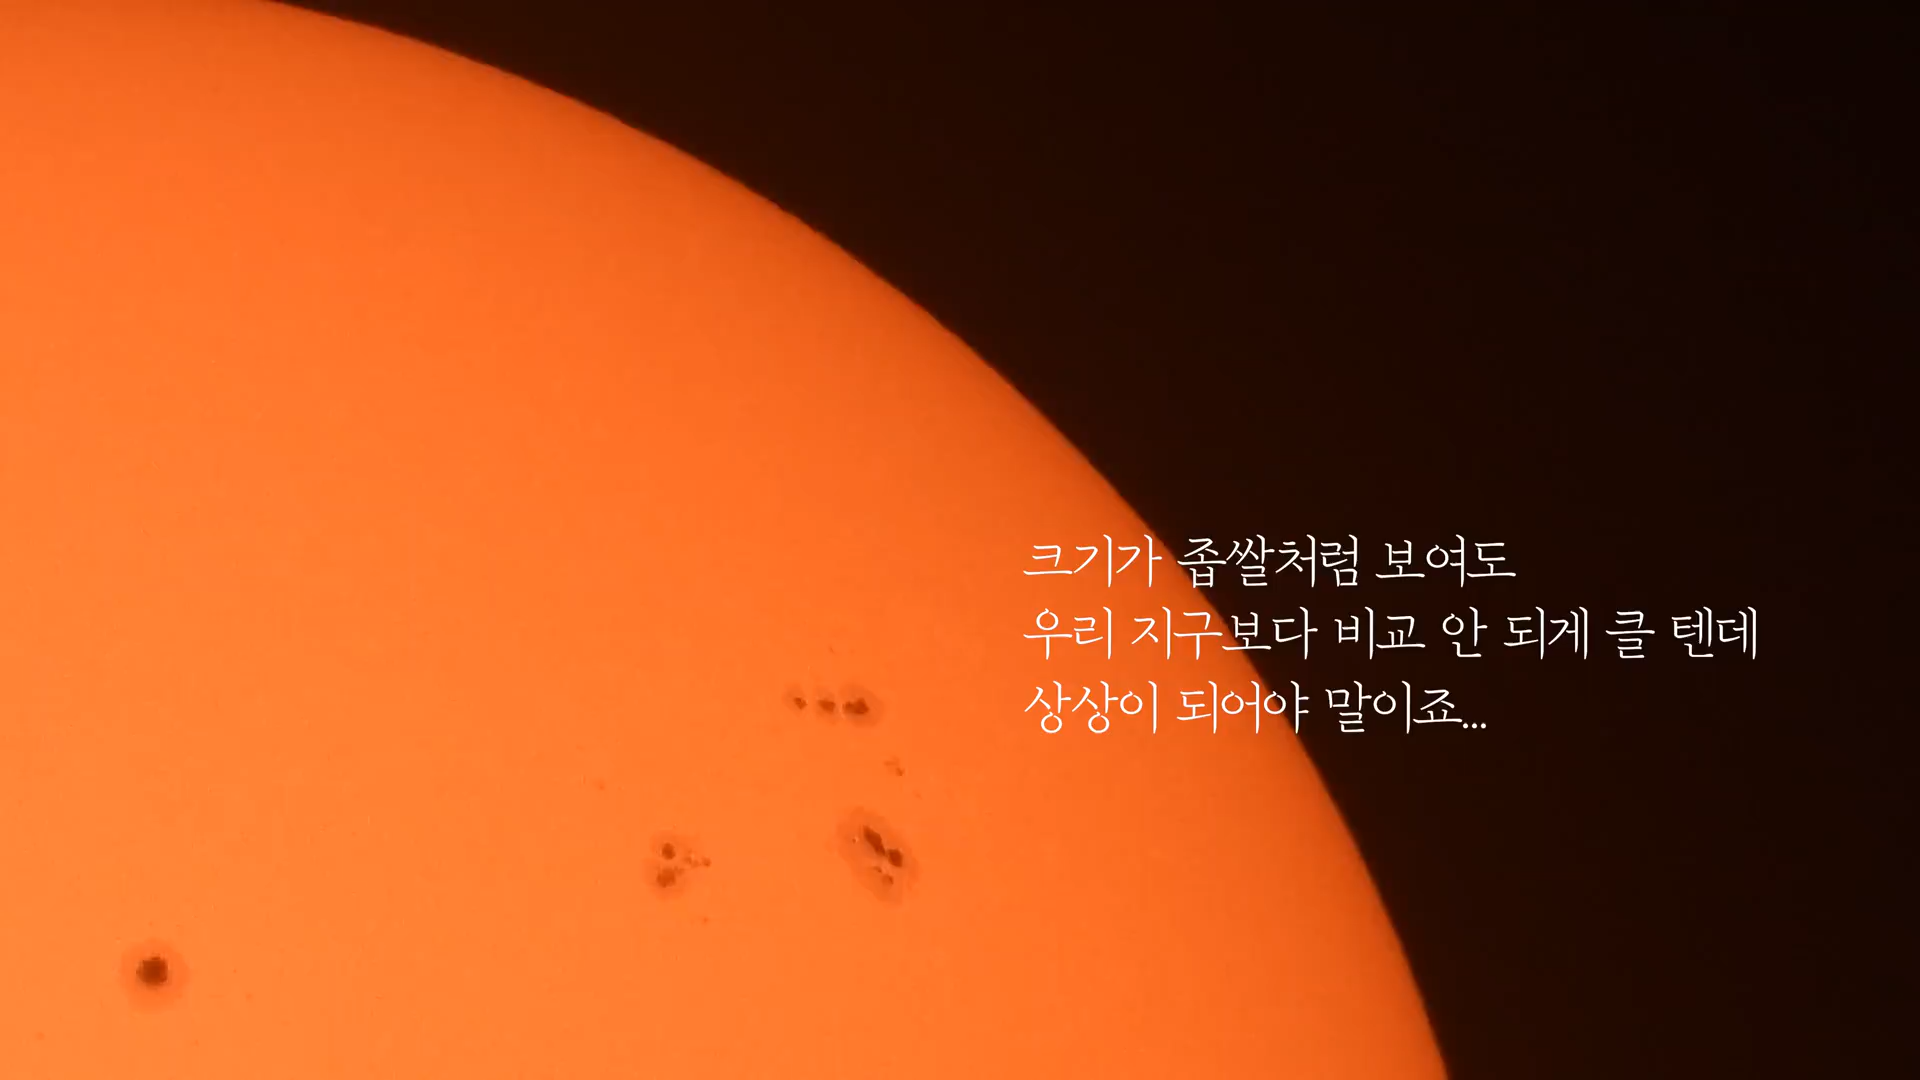 크기가 좁쌀처럼 보여도
우리 지구보다 비교 안 되게 클 텐데
상상이 되어야 말이죠...